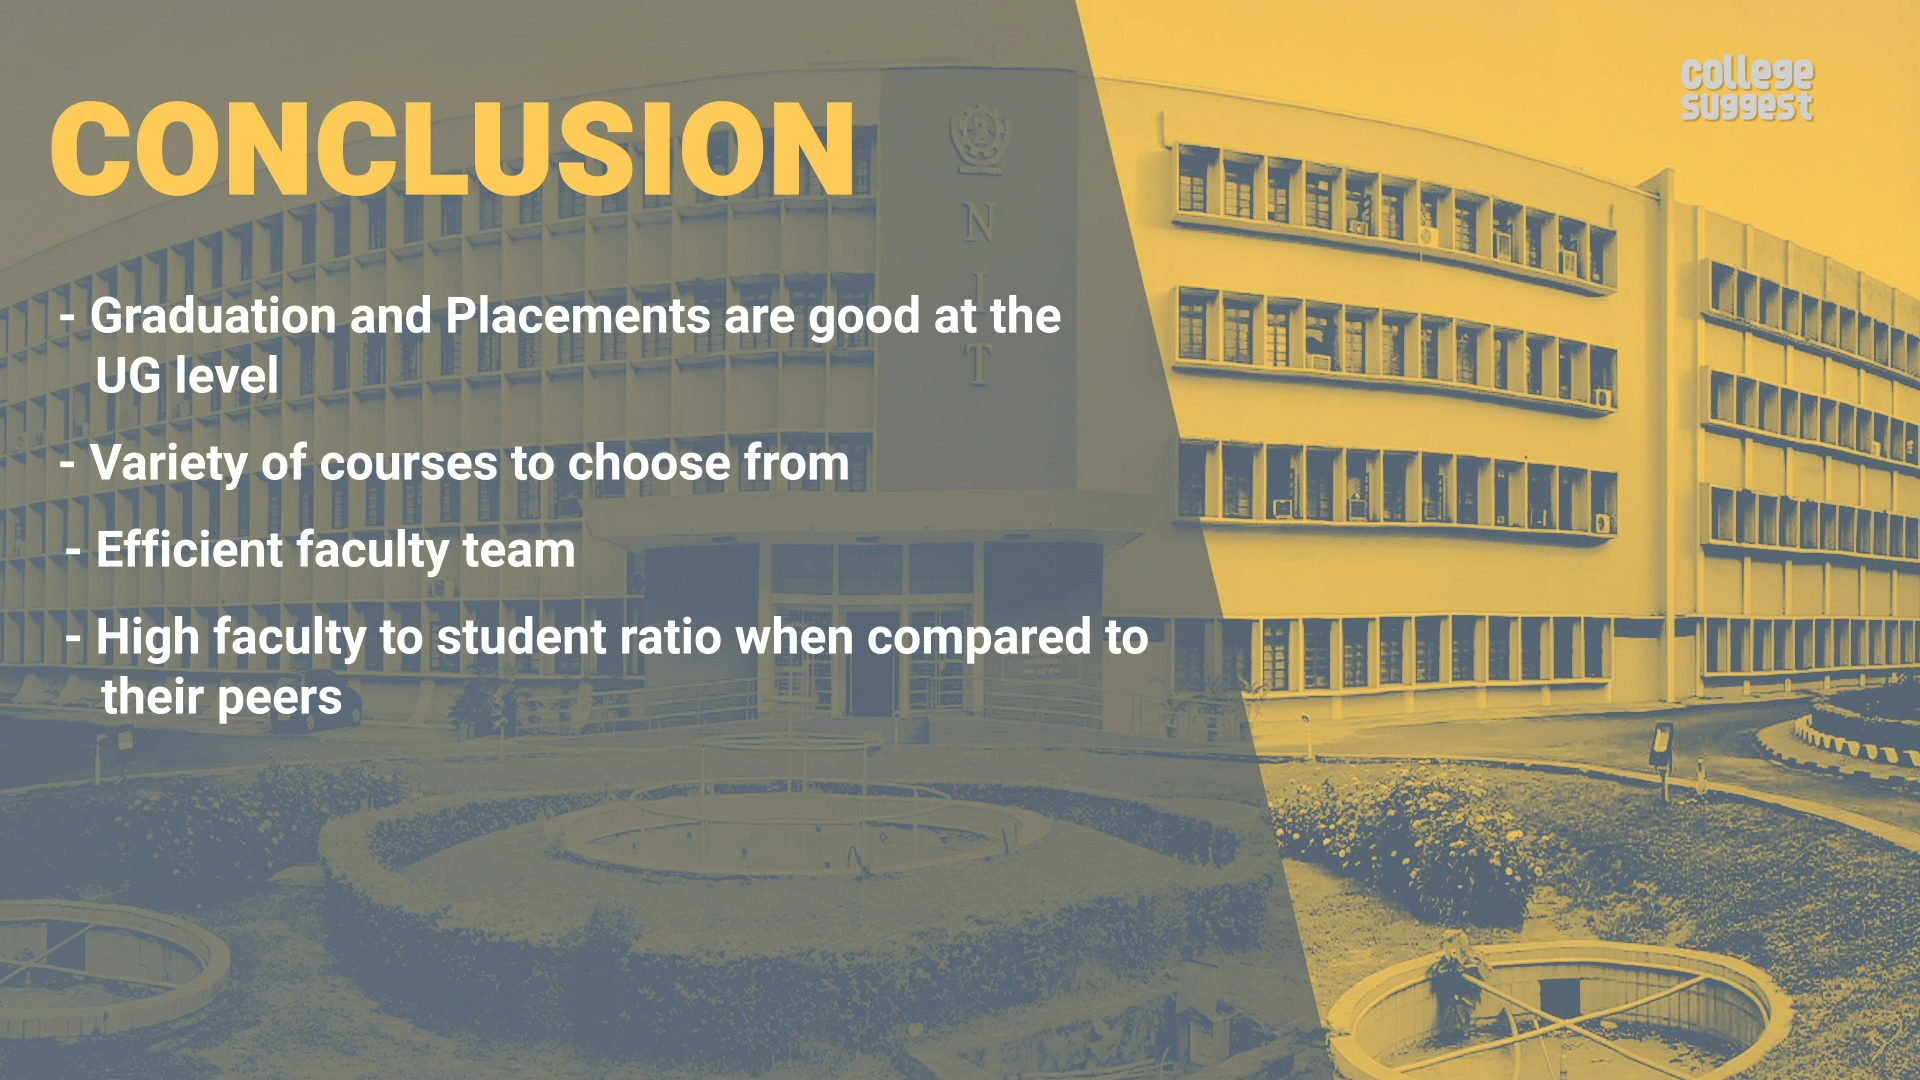 college
suggest
CONCLUSION
N
I
T
- Graduation and Placements are good at the
UG level
- Variety of courses to choose from
- Efficient faculty team
- High faculty to student ratio when compared to
their peers